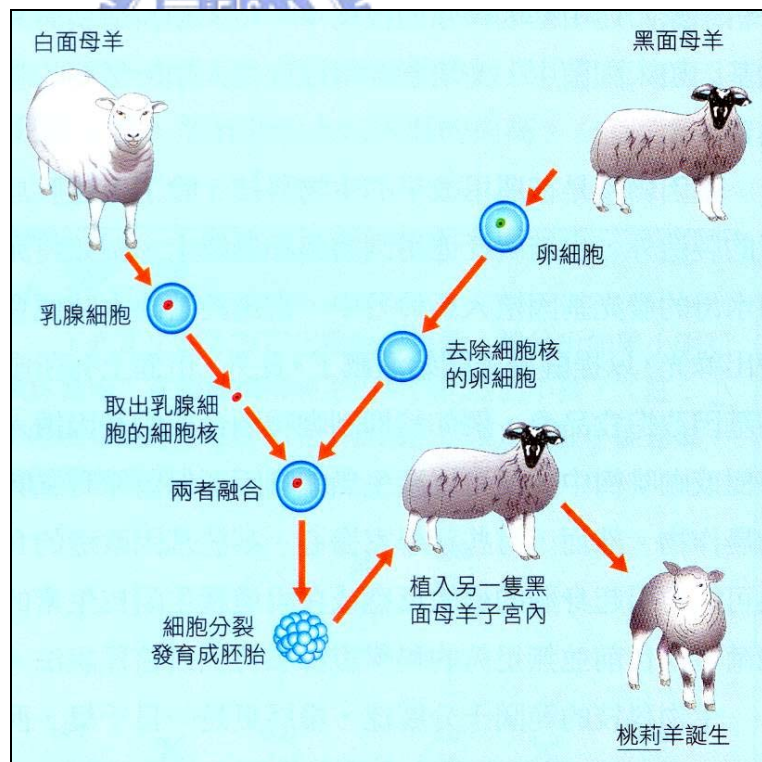 白面母羊
黑面母羊
卵細胞
乳腺細胞
去除細胞核
的卵細胞
取出乳腺細
胞的細胞核
兩者融合
植入另一隻黑
面母羊子宮內
細胞分裂
發育成胚胎
桃莉羊誕生